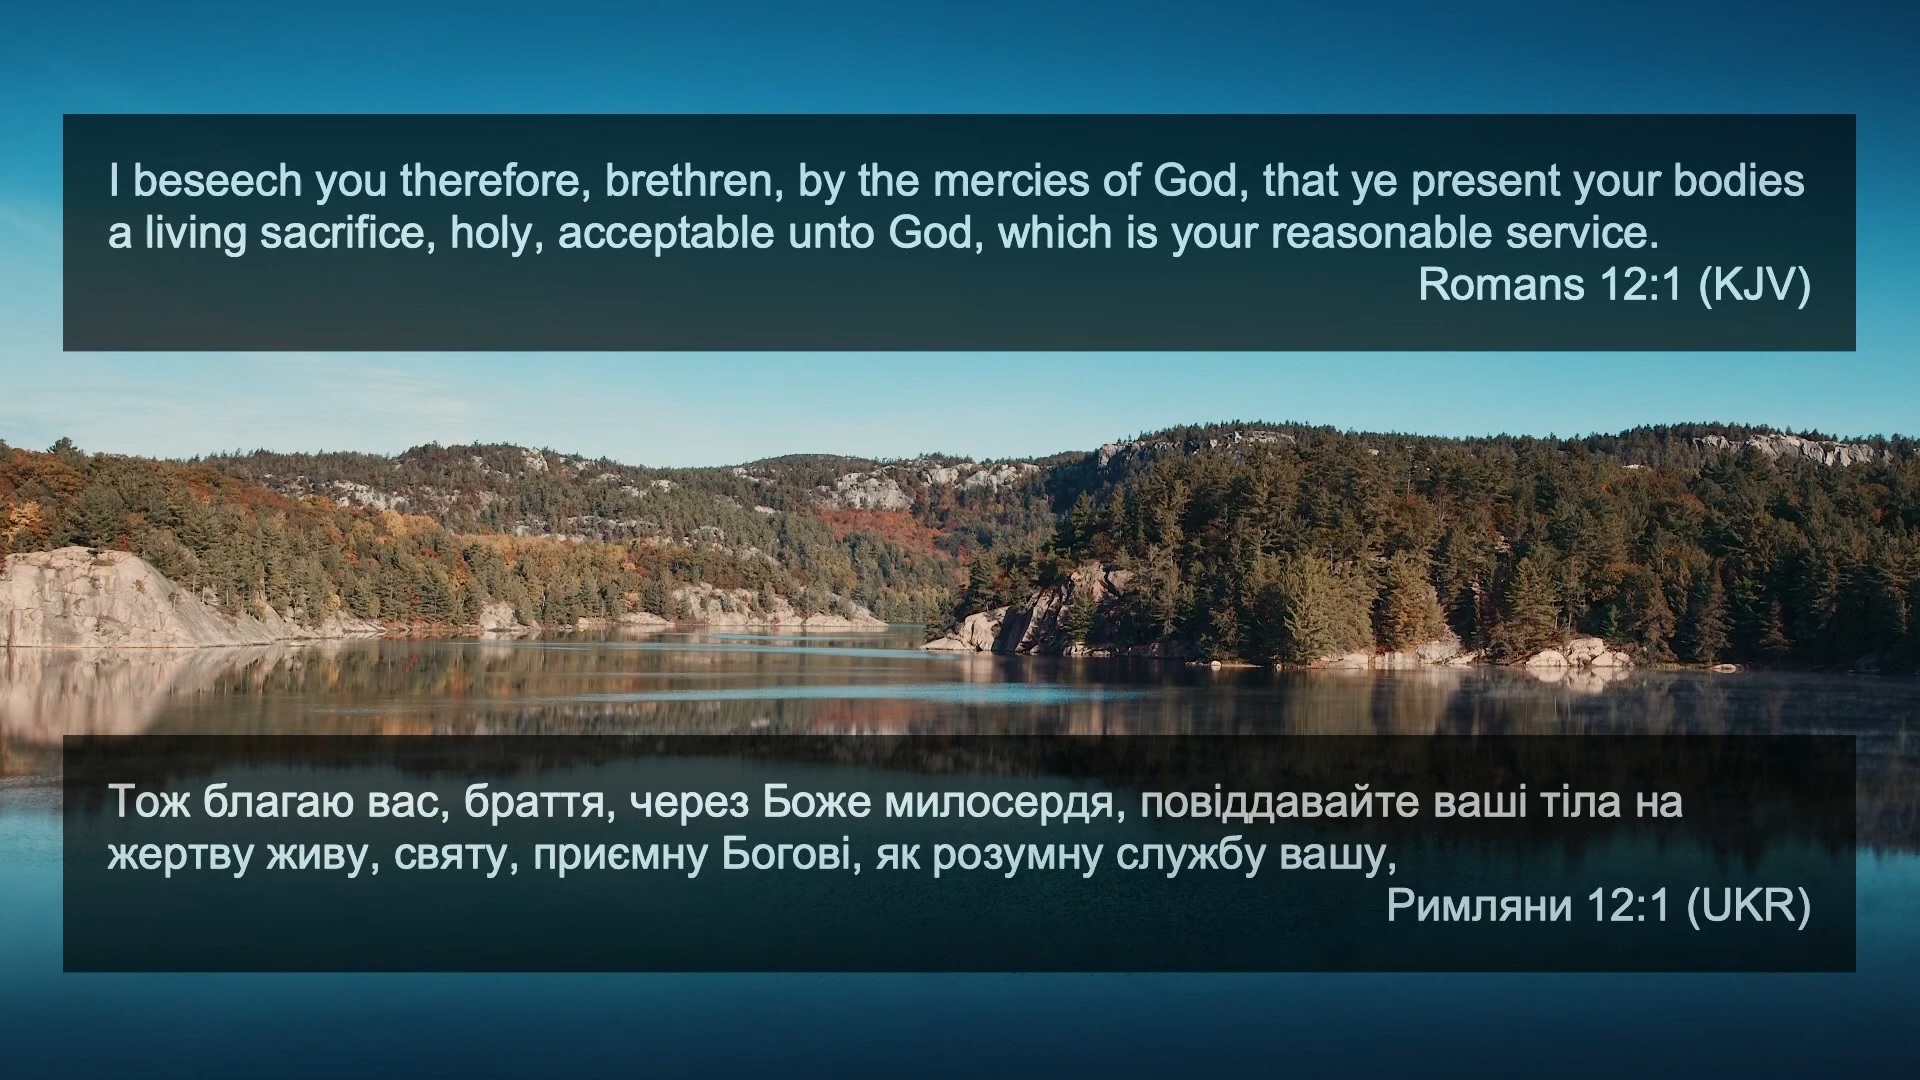 I beseech you therefore, brethren, by the mercies of God, that ye present your bodies
a living sacrifice, holy, acceptable unto God, which is your reasonable service.
Romans 12:1 (KJV)
Тож благаю вас, браття, через Боже милосердя, повіддавайте ваші тіла на
жертву живу, святу, приємну Богові, як розумну службу вашу,
Римляни 12:1 (UKR)